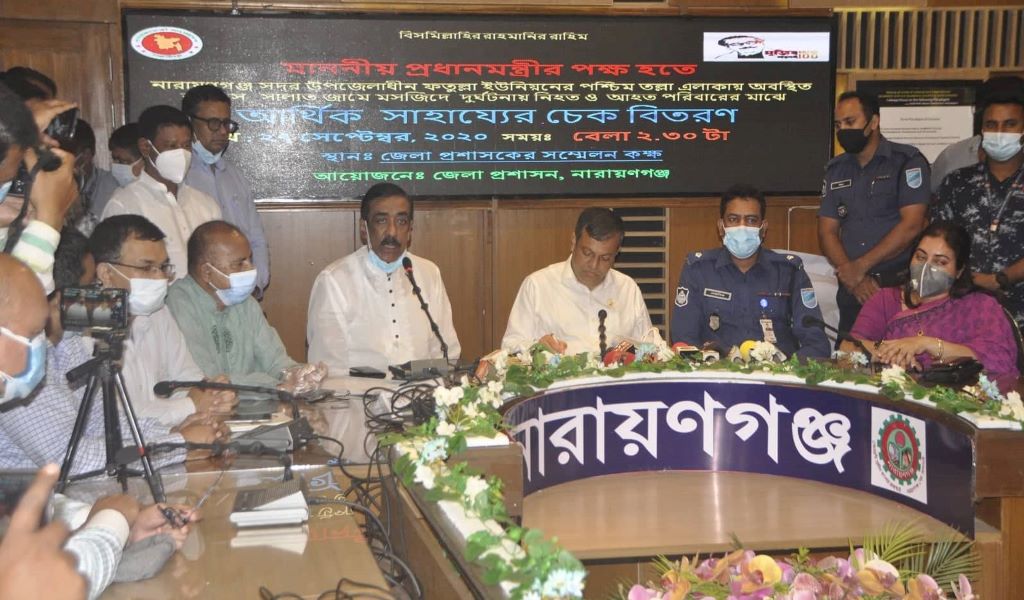 বিসমিল্লাহির রাহমানির রাহিম
মাননীয় প্রধানমন্ত্রীর পক্ষ হতে
নারায়ণগঞ্জ সদর উপজেলাধীন ফতুল্লা ইউনিয়নের পশ্চিম তল্লা এলাকায় অবস্থিত
সালাত জামে মসজিদে দুর্ঘটনায় নিহত ও আহত পরিবারের মাঝে
আর্থিক সাহায্যের চেক বিতরণ
সেপ্টেম্বর, ২০২০ সময়ঃ বেলা ২.৩০ টা
স্থানঃ জেলা প্রশাসকের সম্মেলন কক্ষ
আয়োজনেঃ জেলা প্রশাসন, নারায়ণগঞ্জ
নারায়ণগঞ্জ